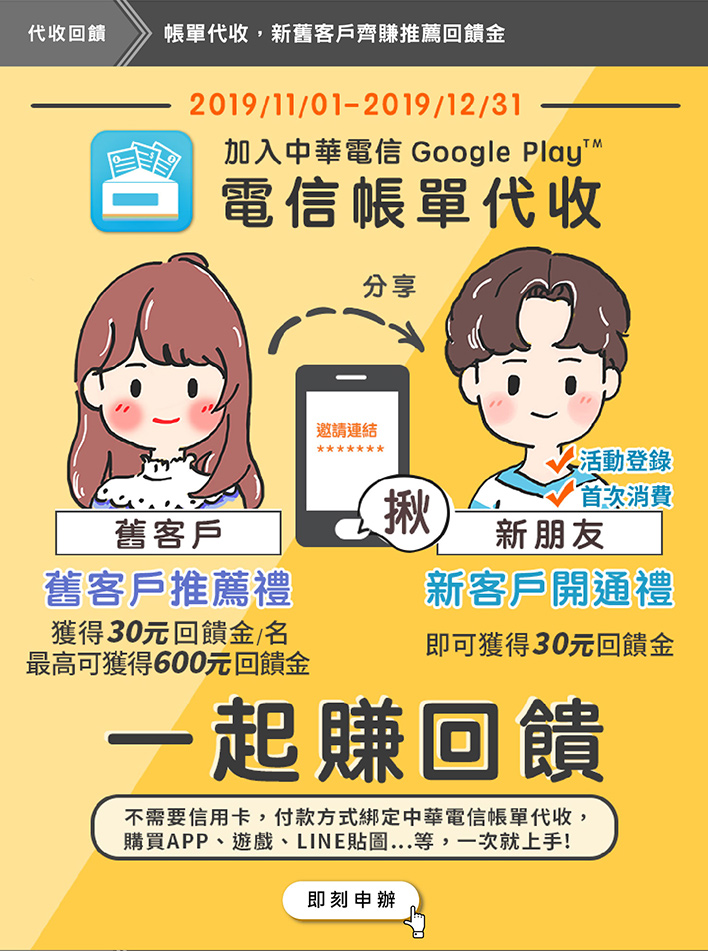 代收回饋
帳單代收，新舊客戶齊賺推薦回饋金
2019/11/01-2019/12/31
加入中華電信 Google Play™
電信帳單代收
分享
邀請連結
*******
揪
活動登錄
首次消費
舊客戶
新朋友
舊客戶推薦禮
獲得30元回饋金/名
最高可獲得600元回饋金
新客戶開通禮
即可獲得30元回饋金
一起賺回饋
不需要信用卡，付款方式綁定中華電信帳單代收，
購買APP、遊戲、LINE貼圖...等，一次就上手!
即刻申辦